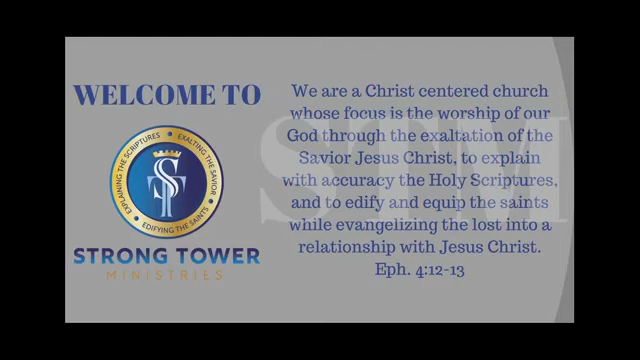 WELCOME TO
EXPLAINING THE SCRIPTURES • EXALTING THE SAVIOR • EDIFYING THE SAINTS •
ST
STRONG TOWER
MINISTRIES
STM
We are a Christ centered church
whose focus is the worship of our
God through the exaltation of the
Savior Jesus Christ, to explain
with accuracy the Holy Scriptures,
and to edify and equip the saints
while evangelizing the lost into a
relationship with Jesus Christ.
Eph. 4:12-13